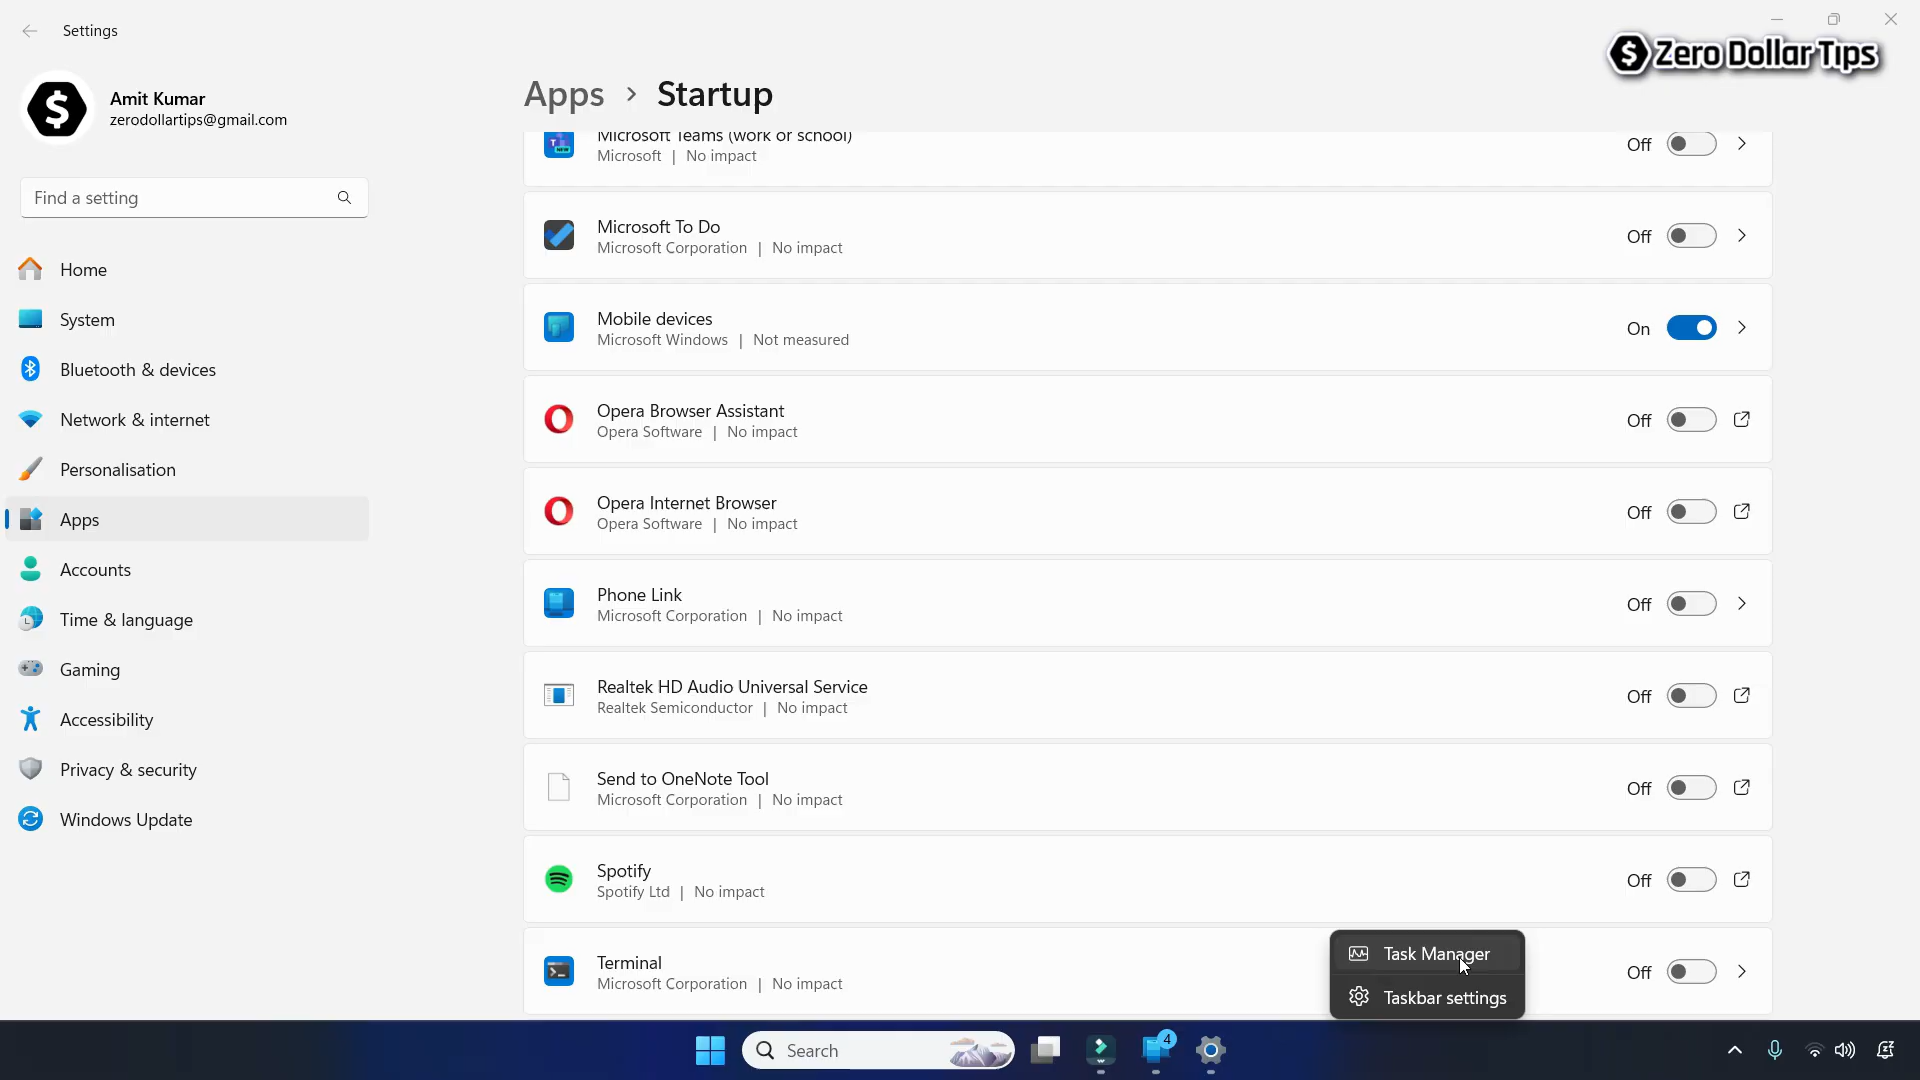 Settings
Zero Dollar Tips
Amit Kumar
zerodollartips@gmail.com
Find a setting
Home
System
Bluetooth & devices
Network & internet
Personalisation
Apps
Accounts
Time & language
Gaming
Accessibility
Privacy & security
Windows Update
Apps > Startup
Microsoft Teams (work or school)
Microsoft | No impact
Off
Microsoft To Do
Microsoft Corporation | No impact
Off
Mobile devices
Microsoft Windows | Not measured
On
Opera Browser Assistant
Opera Software | No impact
Off
Opera Internet Browser
Opera Software | No impact
Off
Phone Link
Microsoft Corporation | No impact
Off
Realtek HD Audio Universal Service
Realtek Semiconductor | No impact
Off
Send to OneNote Tool
Microsoft Corporation | No impact
Off
Spotify
Spotify Ltd | No impact
Off
Terminal
Microsoft Corporation | No impact
Off
Task Manager
Taskbar settings
Search
4